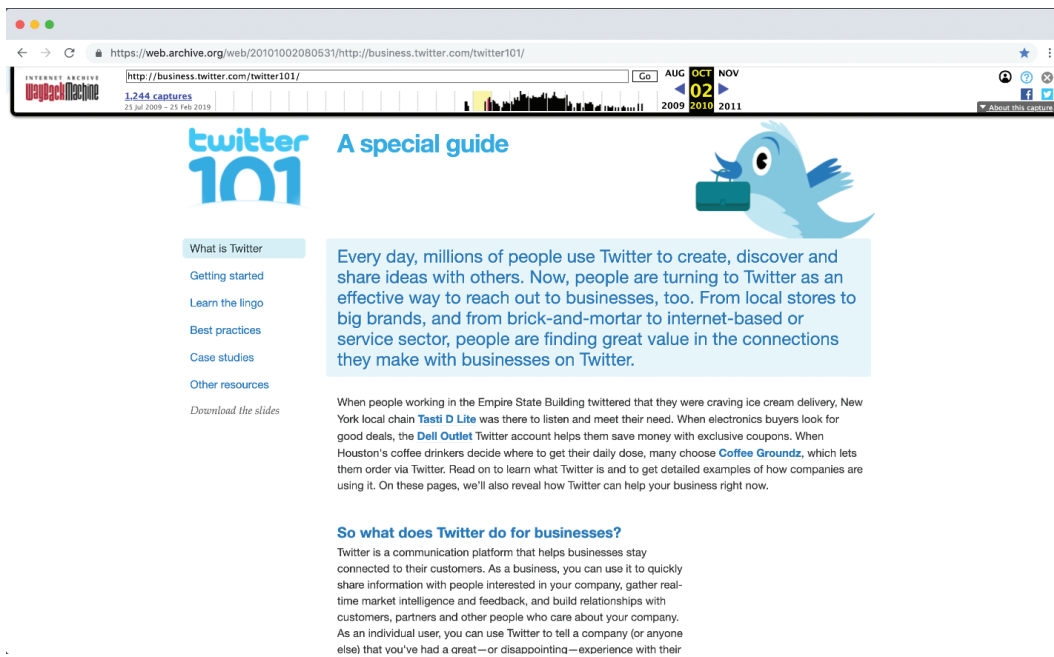 https://web.archive.org/web/20101002080531/http://business.twitter.com/twitter101/
INTERNET ARCHIVE
WayBackMachine
http://business.twitter.com/twitter101/
Go
AUG OCT NOV
02
2009 2010 2011
1,244 captures
25 Jul 2009 – 25 Feb 2019
About this capture
twitter
101
A special guide
What is Twitter
Getting started
Learn the lingo
Best practices
Case studies
Other resources
Download the slides
Every day, millions of people use Twitter to create, discover and
share ideas with others. Now, people are turning to Twitter as an
effective way to reach out to businesses, too. From local stores to
big brands, and from brick-and-mortar to internet-based or
service sector, people are finding great value in the connections
they make with businesses on Twitter.
When people working in the Empire State Building twittered that they were craving ice cream delivery, New
York local chain Tasti D Lite was there to listen and meet their need. When electronics buyers look for
good deals, the Dell Outlet Twitter account helps them save money with exclusive coupons. When
Houston's coffee drinkers decide where to get their daily dose, many choose Coffee Groundz, which lets
them order via Twitter. Read on to learn what Twitter is and to get detailed examples of how companies are
using it. On these pages, we'll also reveal how Twitter can help your business right now.
So what does Twitter do for businesses?
Twitter is a communication platform that helps businesses stay
connected to their customers. As a business, you can use it to quickly
share information with people interested in your company, gather real-
time market intelligence and feedback, and build relationships with
customers, partners and other people who care about your company.
As an individual user, you can use Twitter to tell a company (or anyone
else) that you've had a great—or disappointing—experience with their